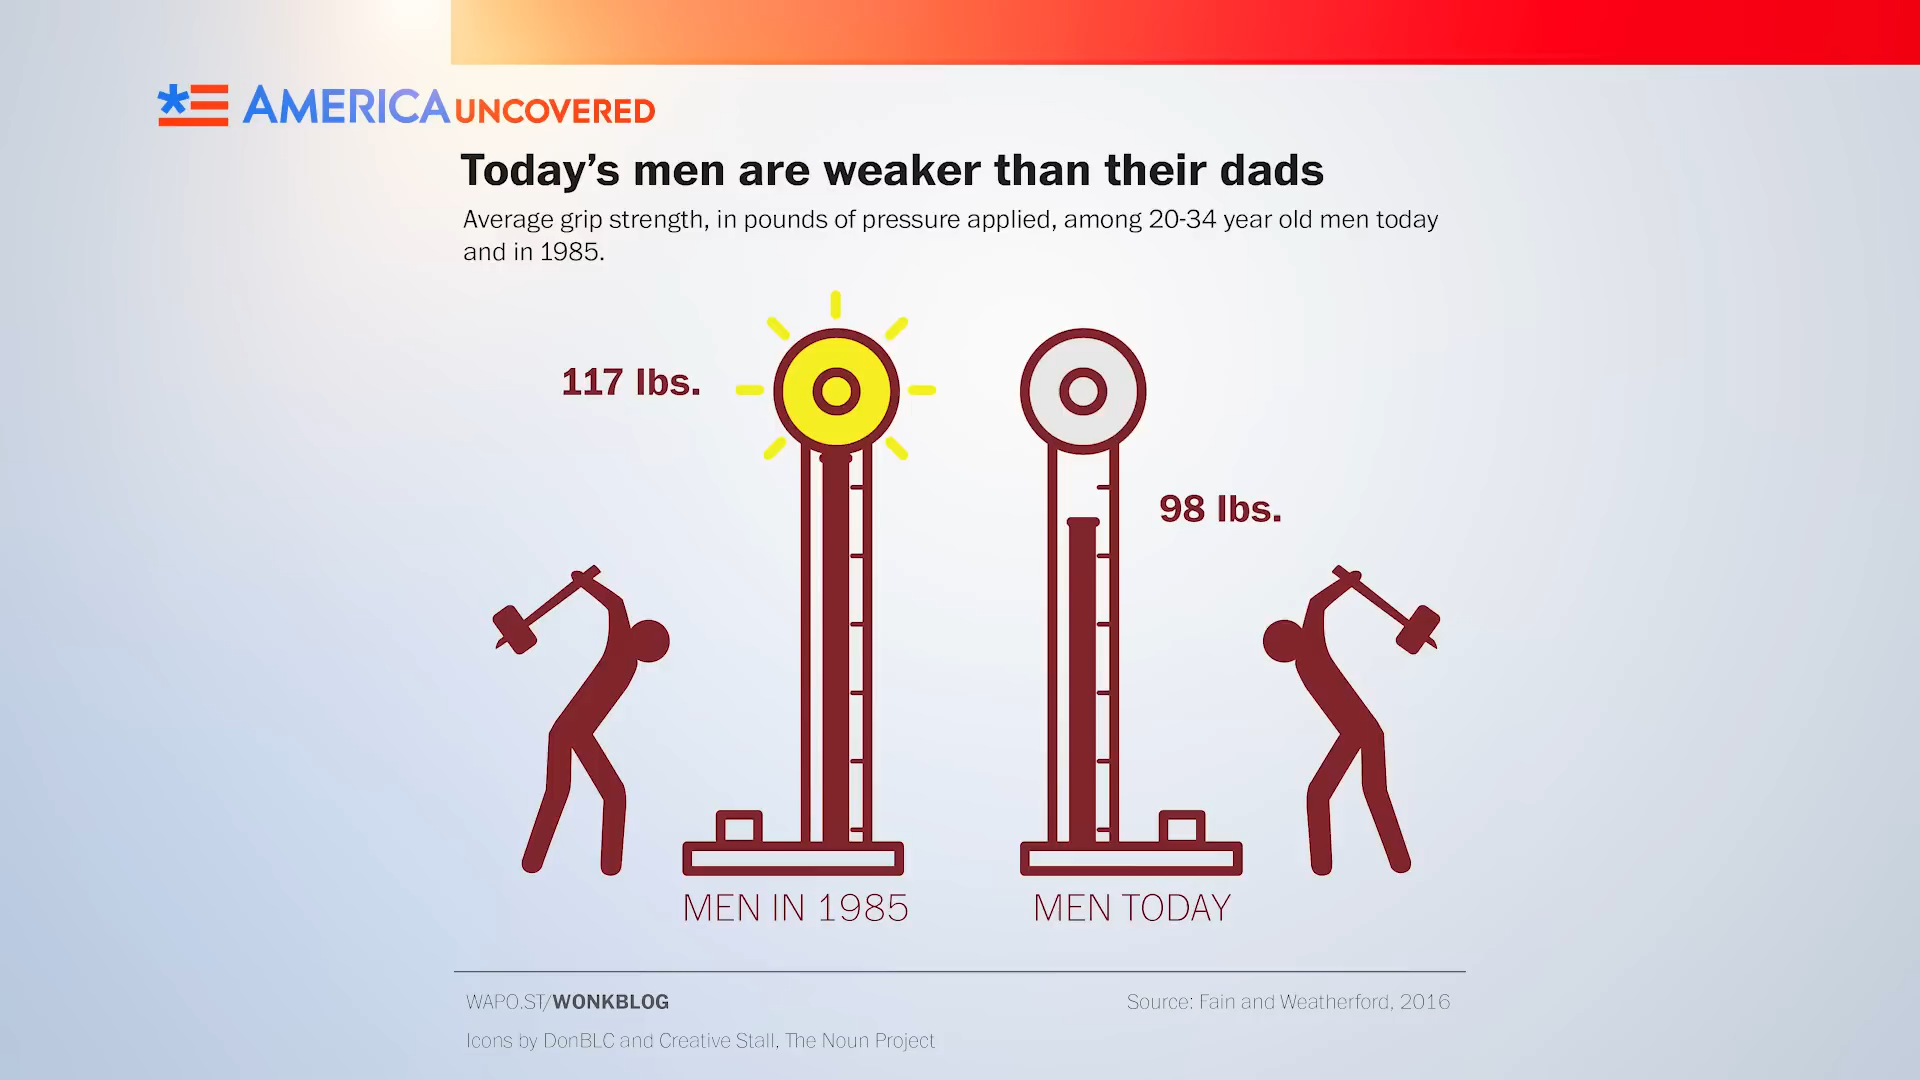 AMERICA UNCOVERED
Today’s men are weaker than their dads
Average grip strength, in pounds of pressure applied, among 20-34 year old men today
and in 1985.
117 lbs.
98 lbs.
MEN IN 1985
MEN TODAY
WAPO.ST/WONKBLOG
Source: Fain and Weatherford, 2016
Icons by DonBLC and Creative Stall, The Noun Project